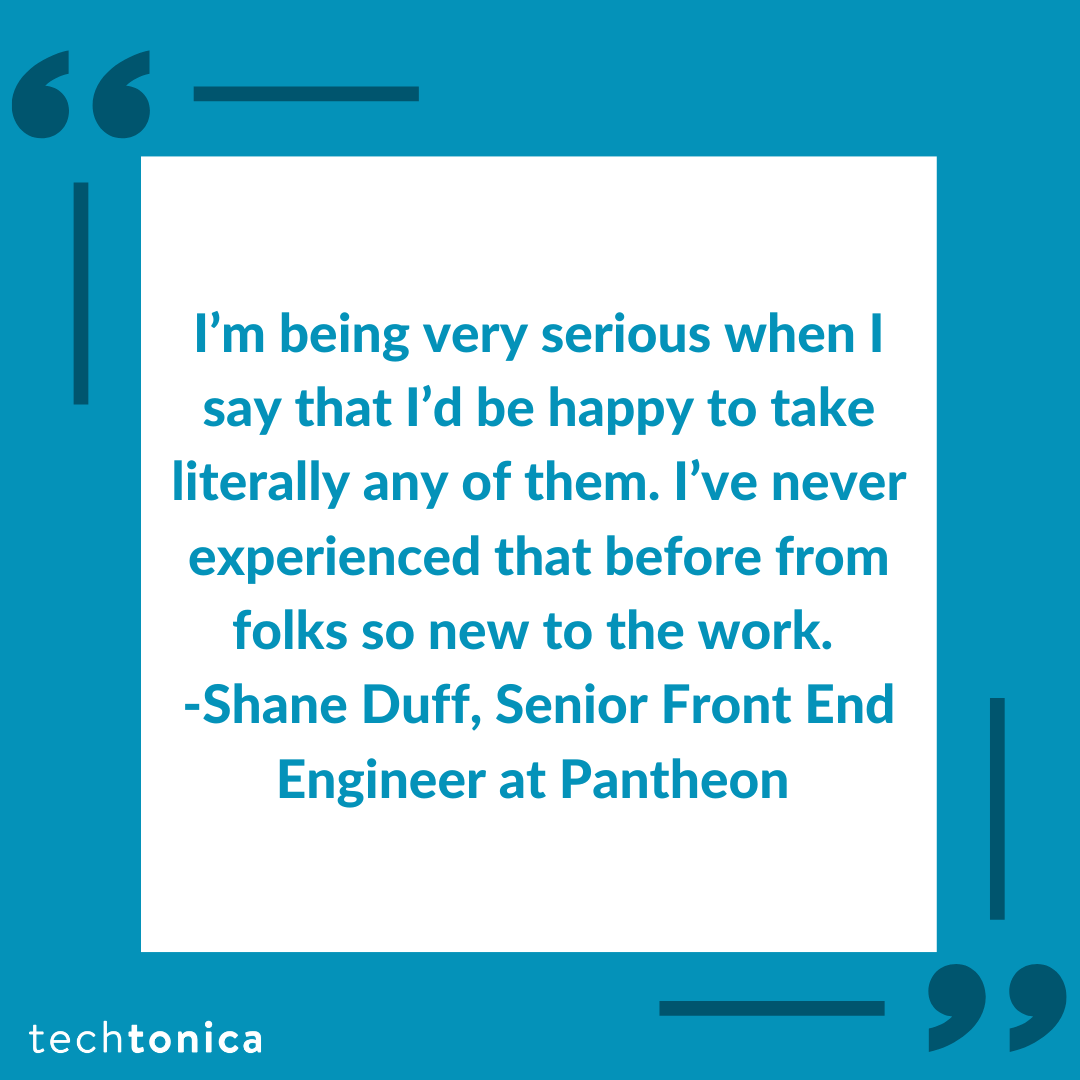 I’m being very serious when I
say that I’d be happy to take
literally any of them. I’ve never
experienced that before from
folks so new to the work.
-Shane Duff, Senior Front End
Engineer at Pantheon
techtonica